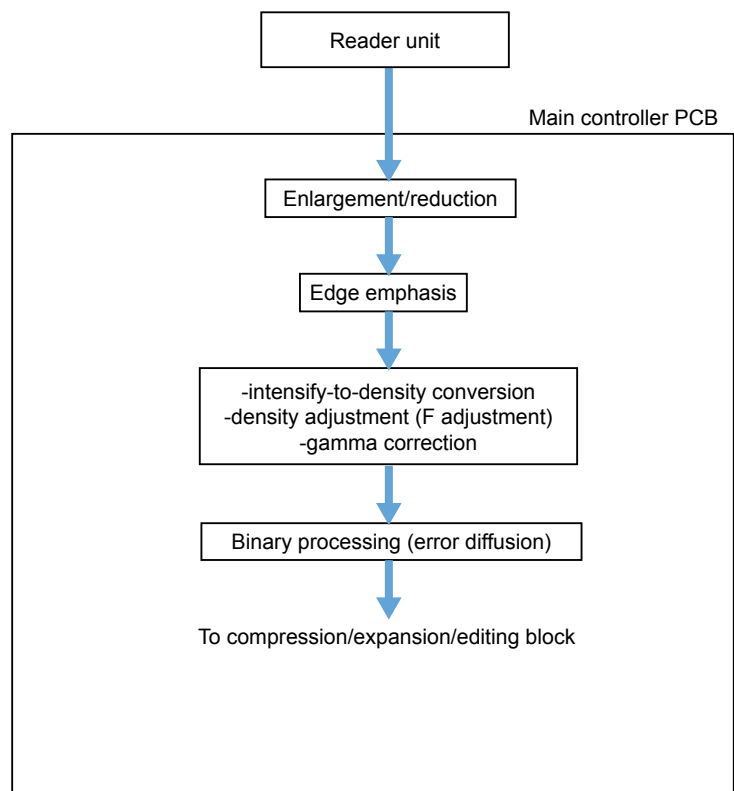 Reader unit
Main controller PCB
Enlargement/reduction
Edge emphasis
-intensify-to-density conversion
-density adjustment (F adjustment)
-gamma correction
Binary processing (error diffusion)
To compression/expansion/editing block